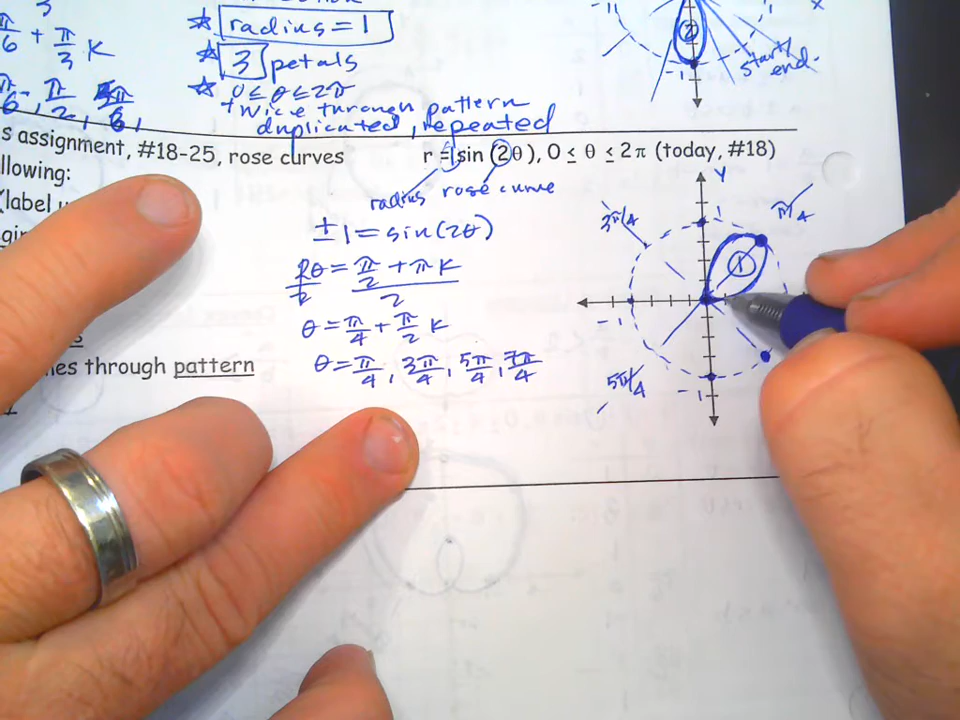 π/6 + π/3 K
★ radius = 1
★ 3 petals
★ 0 ≤ θ ≤ 2π
twice through pattern
duplicated, repeated
start/
end.
2
-1
x
s assignment, #18-25, rose curves
r = 1 sin (2θ), 0 ≤ θ ≤ 2π (today, #18)
llowing:
radius rose curve
±1 = sin(2θ)
2θ/2 = (π/2 + πK)/2
θ = π/4 + π/2 K
θ = π/4, 3π/4, 5π/4, 7π/4
es through pattern
Y
1
3π/4
π/4
1
-1
5π/4
-1